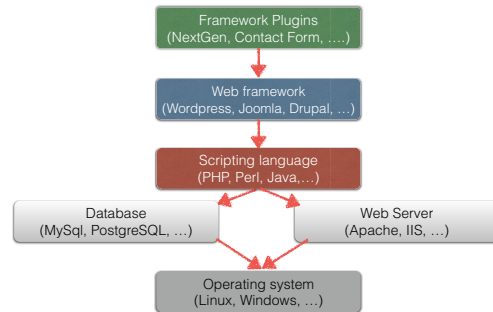 Framework Plugins
(NextGen, Contact Form, ....)
Web framework
(Wordpress, Joomla, Drupal, ...)
Scripting language
(PHP, Perl, Java,...)
Database
(MySql, PostgreSQL, ...)
Web Server
(Apache, IIS, ...)
Operating system
(Linux, Windows, ...)